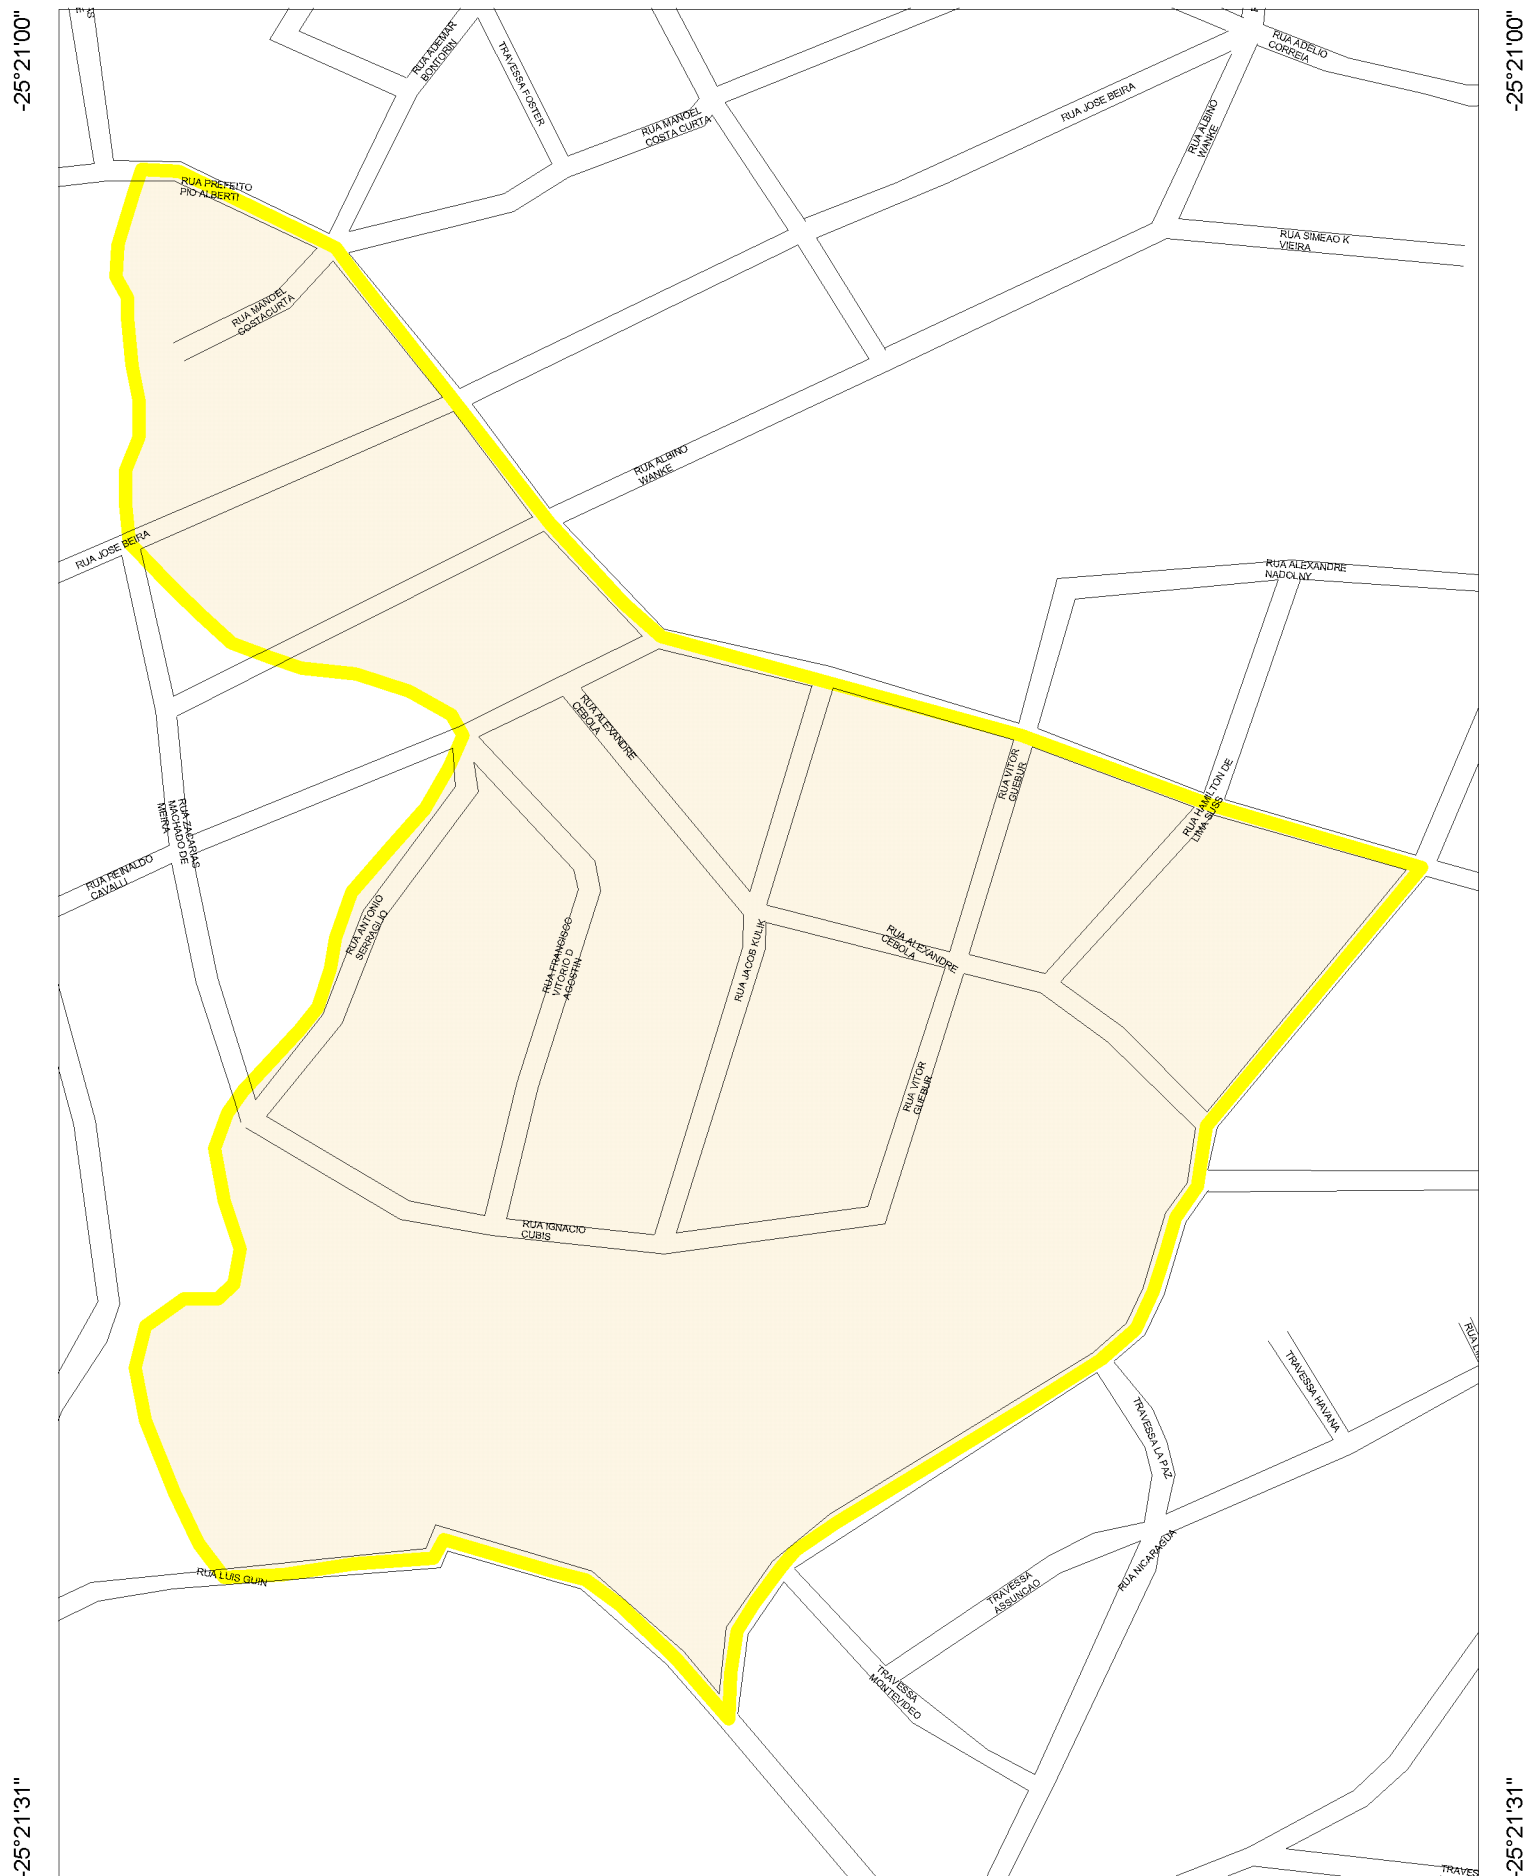 -25°21'00"
-25°21'00"
RUA ADEMAR
BONTORIN
TRAVESSA FOSTER
RUA ADELIO
CORREIA
RUA JOSE BEIRA
RUA MANOEL
COSTA CURTA
RUA ALBINO
WANKE
RUA PREFEITO
PIO ALBERTI
RUA SIMEAO K
VIEIRA
RUA MANOEL
COSTACURTA
RUA ALBINO
WANKE
RUA JOSE BEIRA
RUA ALEXANDRE
NADOLNY
RUA ALEXANDRE
CEBOLA
RUA VITOR
GUEBUR
RUA HAMILTON DE
LIMA SUSS
RUA ZACARIAS
MACHADO DE
MEIRA
RUA REINALDO
CAVALLI
RUA ANTONIO
SERRAGLIO
RUA FRANCISCO
VITORIO D
AGOSTIN
RUA JACOB KULIK
RUA ALEXANDRE
CEBOLA
RUA VITOR
GUEBUR
RUA IGNACIO
CUBIS
TRAVESSA HAVANA
TRAVESSA LA PAZ
RUA NICARAGUA
RUA LUIS GUIN
TRAVESSA
ASSUNCAO
TRAVESSA
MONTEVIDEO
-25°21'31"
-25°21'31"
TRAVES